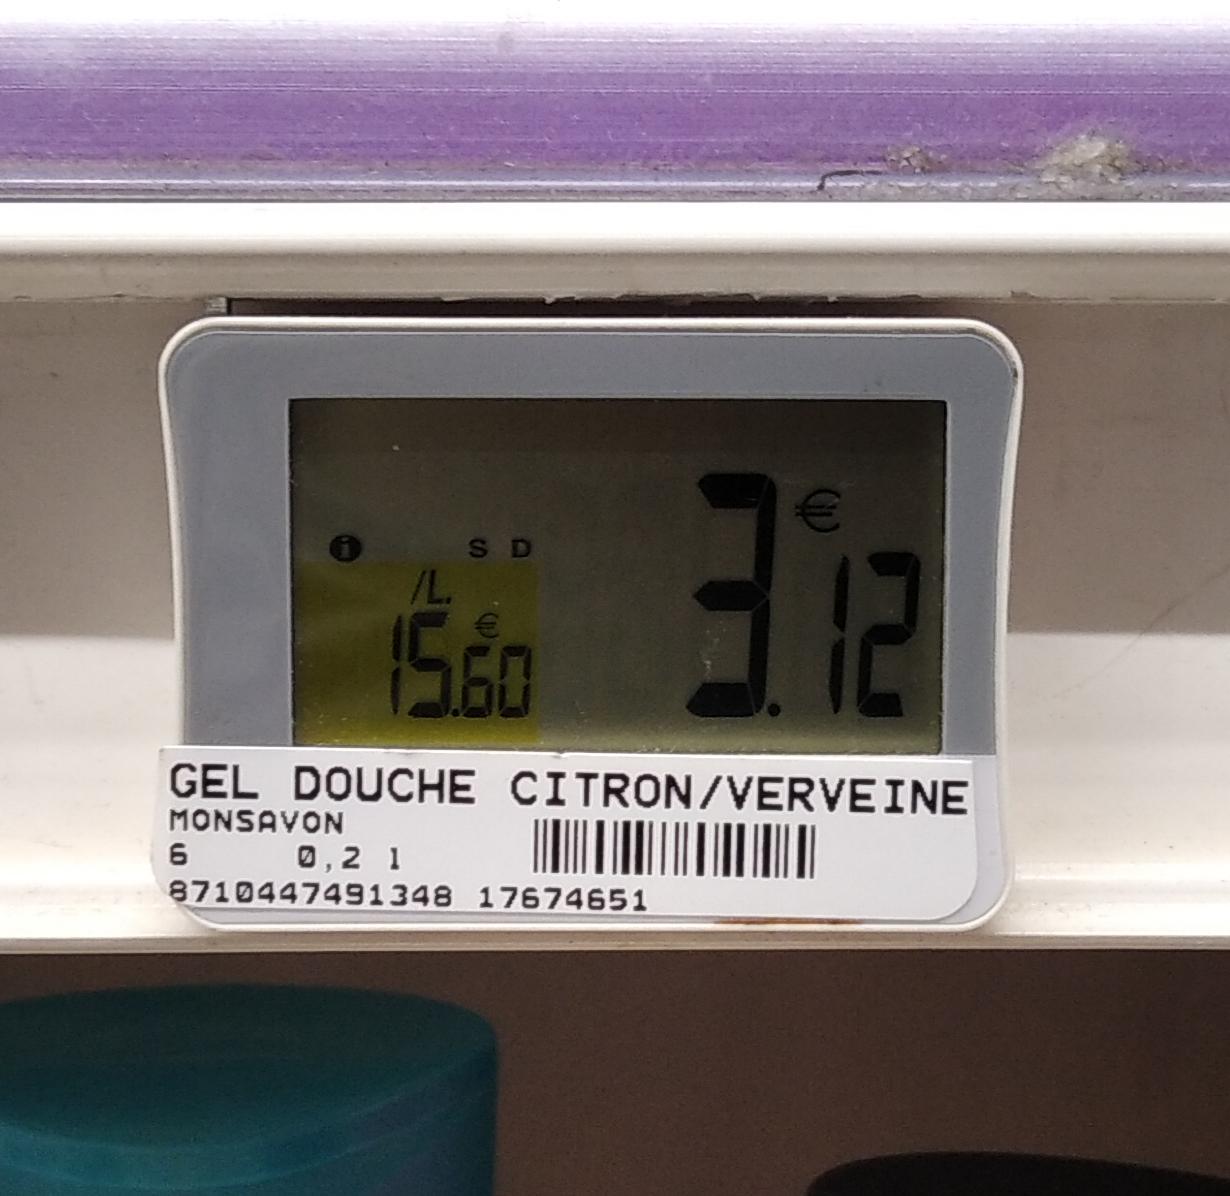 3.12 €
S D
/L.
15.60 €
GEL DOUCHE CITRON/VERVEINE
MONSAVON
6 0,2 l
8710447491348 17674651